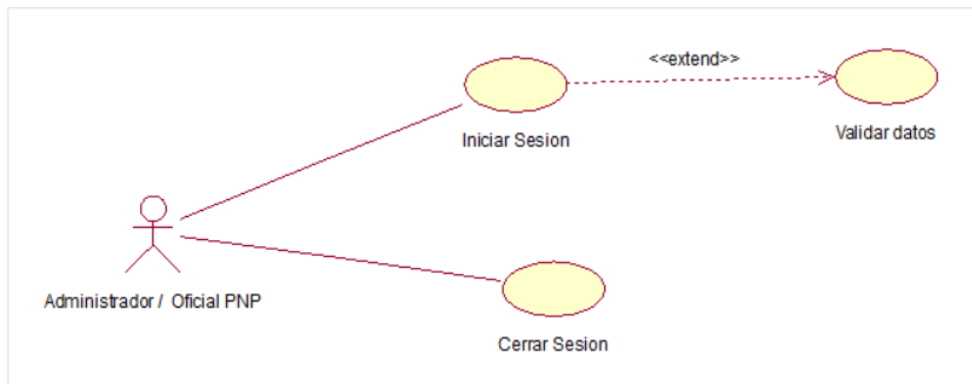 <<extend>>
Iniciar Sesion
Validar datos
Administrador / Oficial PNP
Cerrar Sesion